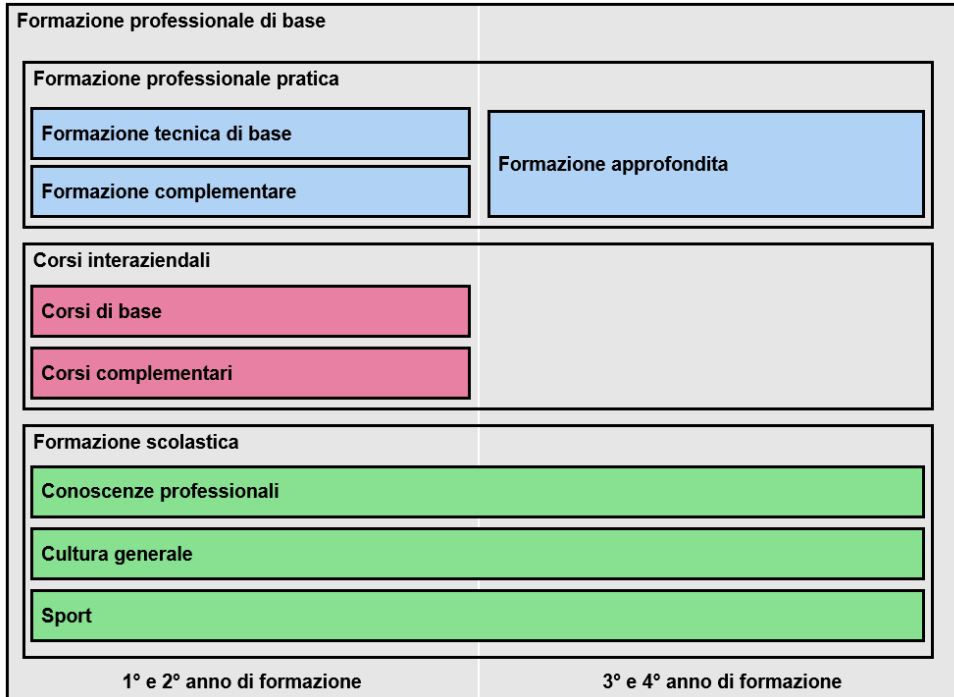 Formazione professionale di base
Formazione professionale pratica
Formazione tecnica di base
Formazione complementare
Formazione approfondita
Corsi interaziendali
Corsi di base
Corsi complementari
Formazione scolastica
Conoscenze professionali
Cultura generale
Sport
1° e 2° anno di formazione
3° e 4° anno di formazione